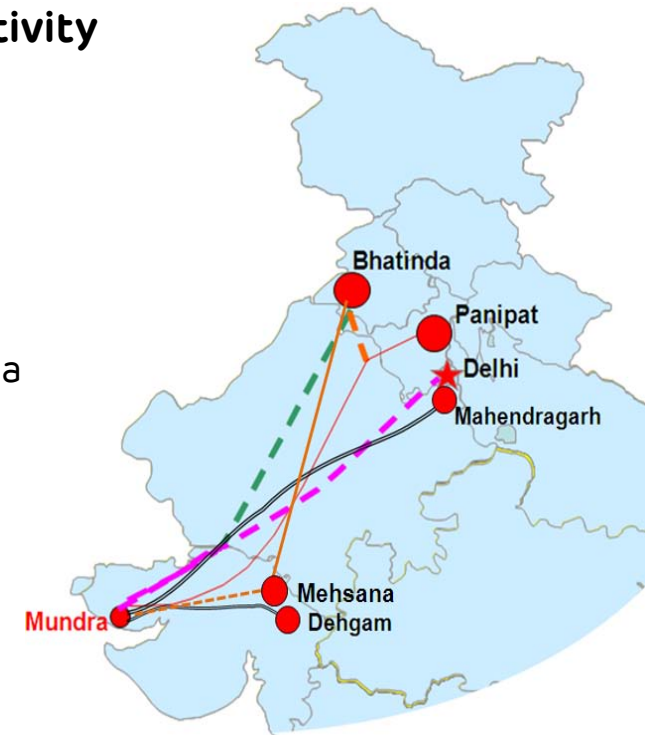 tivity
Bhatinda
Panipat
a
Delhi
Mahendragarh
Mehsana
Mundra
Dehgam